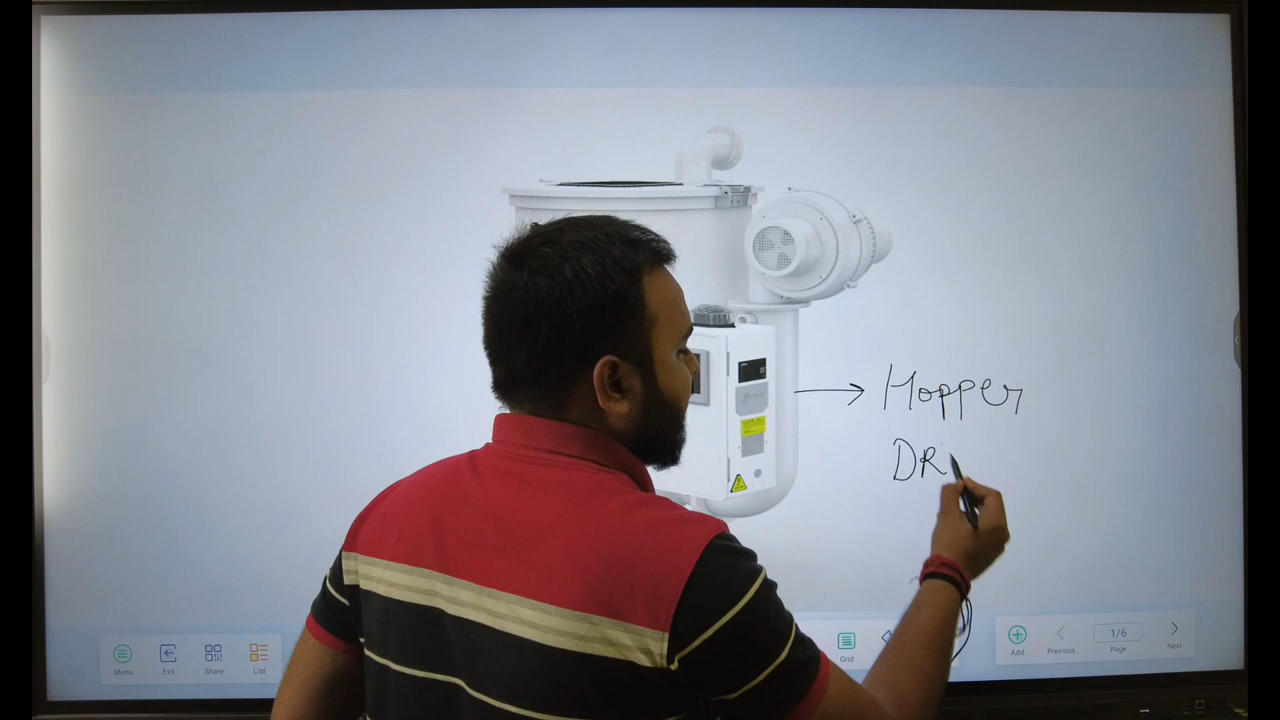 Hopper
DR
Menu
Exit
Share
List
Grid
Add
Previous
1/6
Page
Next